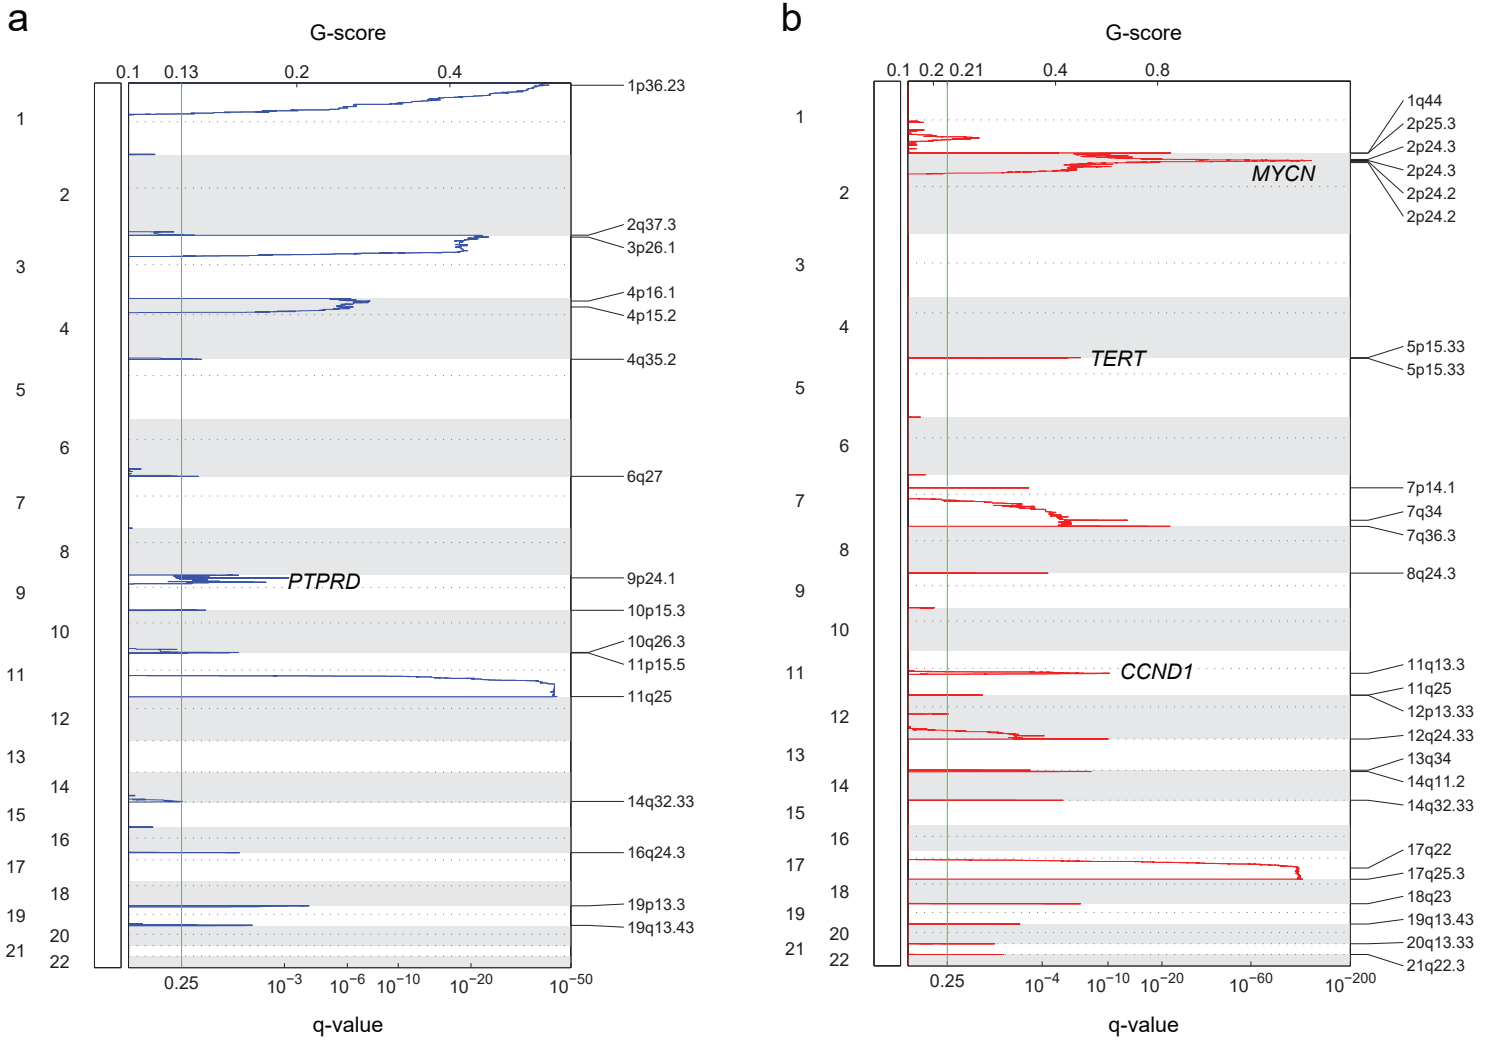 a
G-score
0.1 0.13 0.2 0.4
1
2
3
4
5
6
7
8
9
10
11
12
13
14
15
16
17
18
19
20
21
22
1p36.23
2q37.3
3p26.1
4p16.1
4p15.2
4q35.2
6q27
PTPRD
9p24.1
10p15.3
10q26.3
11p15.5
11q25
14q32.33
16q24.3
19p13.3
19q13.43
0.25 10−3 10−6 10−10 10−20 10−50
q-value
b
G-score
0.1 0.2 0.21 0.4 0.8
1
2
3
4
5
6
7
8
9
10
11
12
13
14
15
16
17
18
19
20
21
22
1q44
2p25.3
2p24.3
MYCN
2p24.3
2p24.2
2p24.2
TERT
5p15.33
5p15.33
7p14.1
7q34
7q36.3
8q24.3
CCND1
11q13.3
11q25
12p13.33
12q24.33
13q34
14q11.2
14q32.33
17q22
17q25.3
18q23
19q13.43
20q13.33
21q22.3
0.25 10−4 10−10 10−20 10−60 10−200
q-value